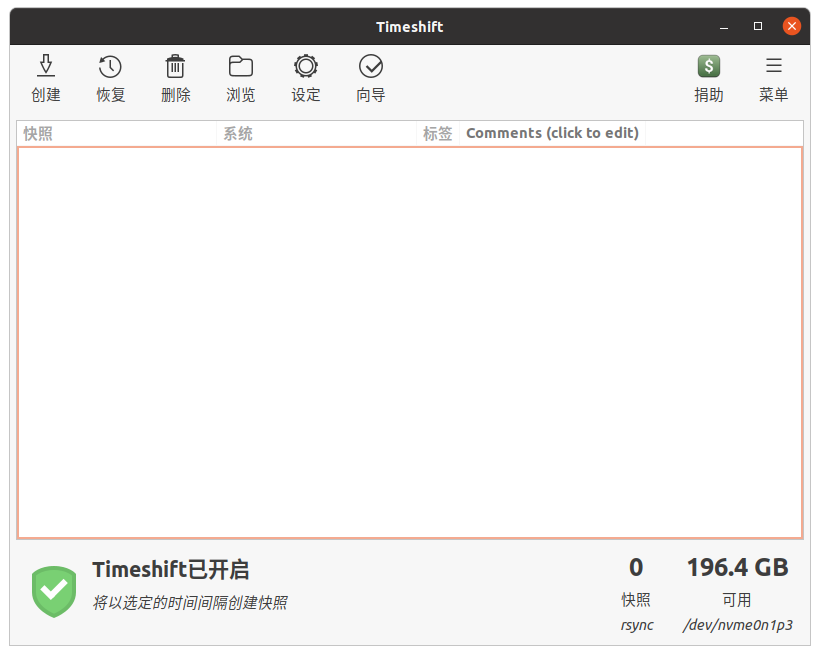 Timeshift
创建 恢复 删除 浏览 设定 向导 捐助 菜单
快照 系统 标签 Comments (click to edit)
Timeshift已开启
将以选定的时间间隔创建快照
0 196.4 GB
快照 可用
rsync /dev/nvme0n1p3